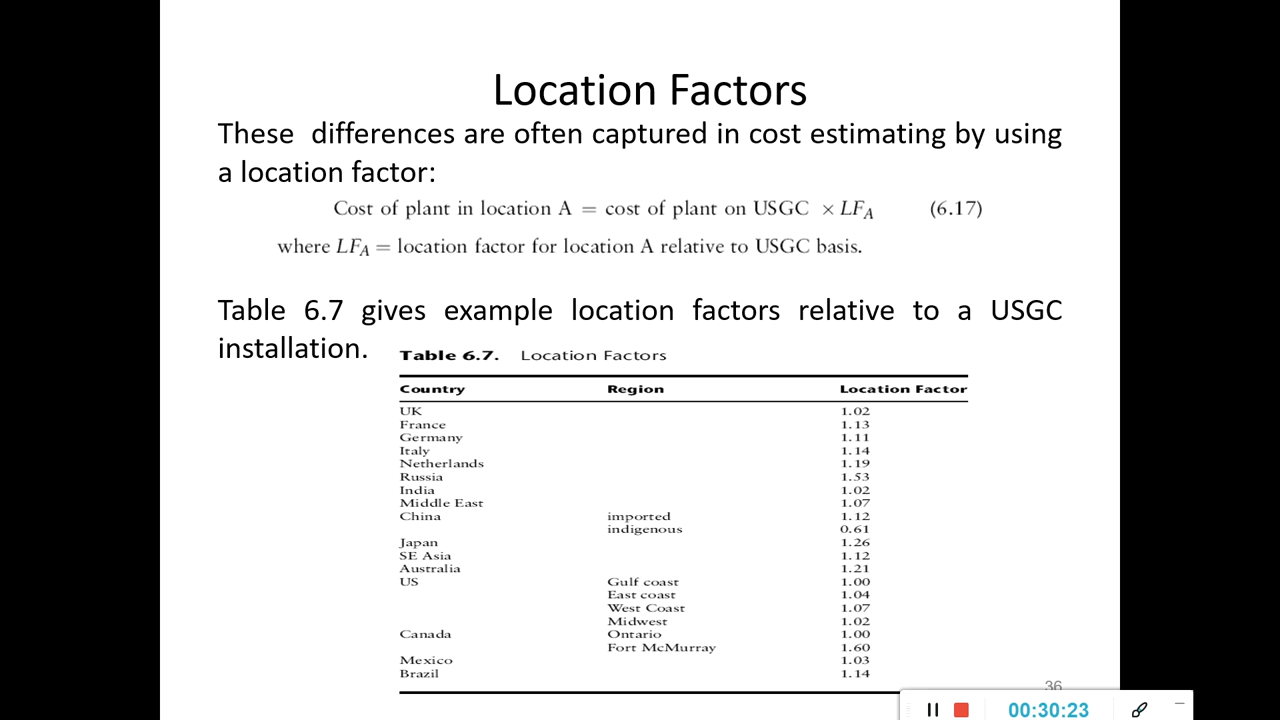 Location Factors
These differences are often captured in cost estimating by using
a location factor:
Cost of plant in location A = cost of plant on USGC × LF_A (6.17)
where LF_A = location factor for location A relative to USGC basis.
Table 6.7 gives example location factors relative to a USGC
installation.
Table 6.7. Location Factors
Country Region Location Factor
UK 1.02
France 1.13
Germany 1.11
Italy 1.14
Netherlands 1.19
Russia 1.53
India 1.02
Middle East 1.07
China imported 1.12
indigenous 0.61
Japan 1.26
SE Asia 1.12
Australia 1.21
US Gulf coast 1.00
East coast 1.04
West Coast 1.07
Midwest 1.02
Canada Ontario 1.00
Fort McMurray 1.60
Mexico 1.03
Brazil 1.14
36
00:30:23